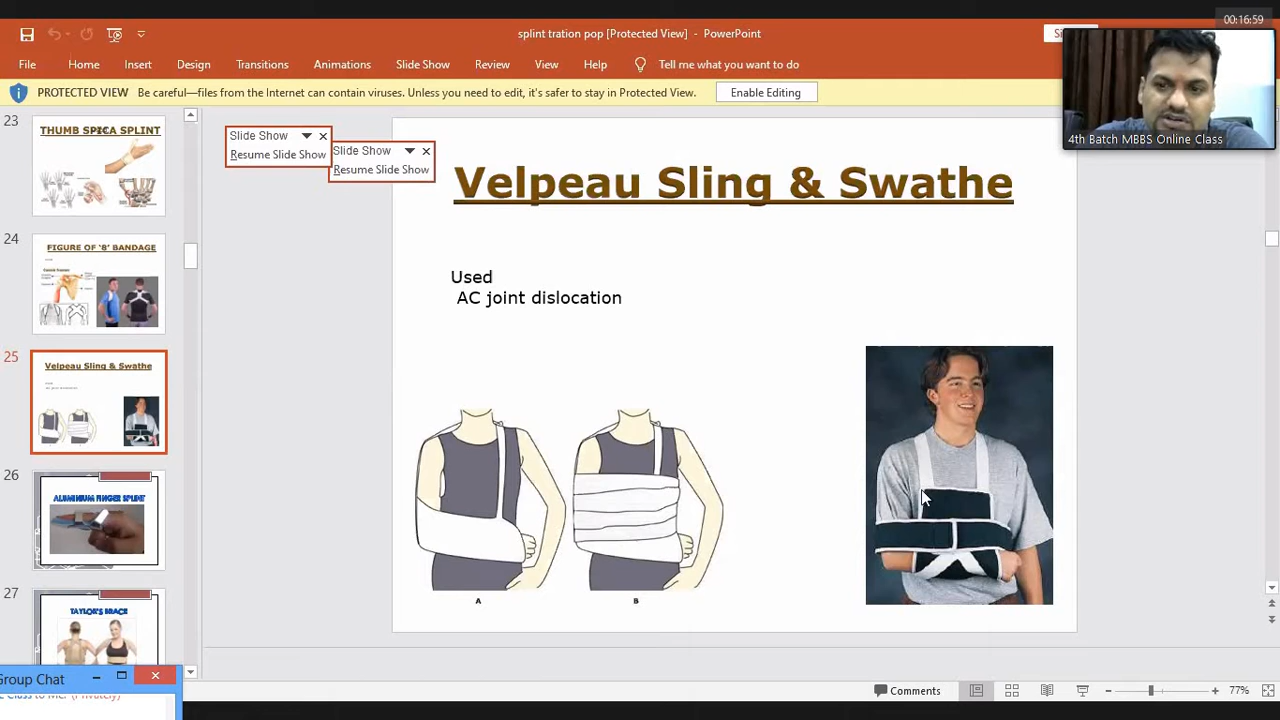 00:16:59
splint tration pop [Protected View] - PowerPoint
File Home Insert Design Transitions Animations Slide Show Review View Help Tell me what you want to do
PROTECTED VIEW Be careful—files from the Internet can contain viruses. Unless you need to edit, it's safer to stay in Protected View. Enable Editing
4th Batch MBBS Online Class
Slide Show
Resume Slide Show
Slide Show
Resume Slide Show
23
THUMB SPICA SPLINT
24
FIGURE OF '8' BANDAGE
25
Velpeau Sling & Swathe
26
ALUMINIUM FINGER SPLINT
27
TAYLOR'S BRACE
Velpeau Sling & Swathe
Used
AC joint dislocation
A
B
Group Chat
to Me: (Privately)
Comments
77%